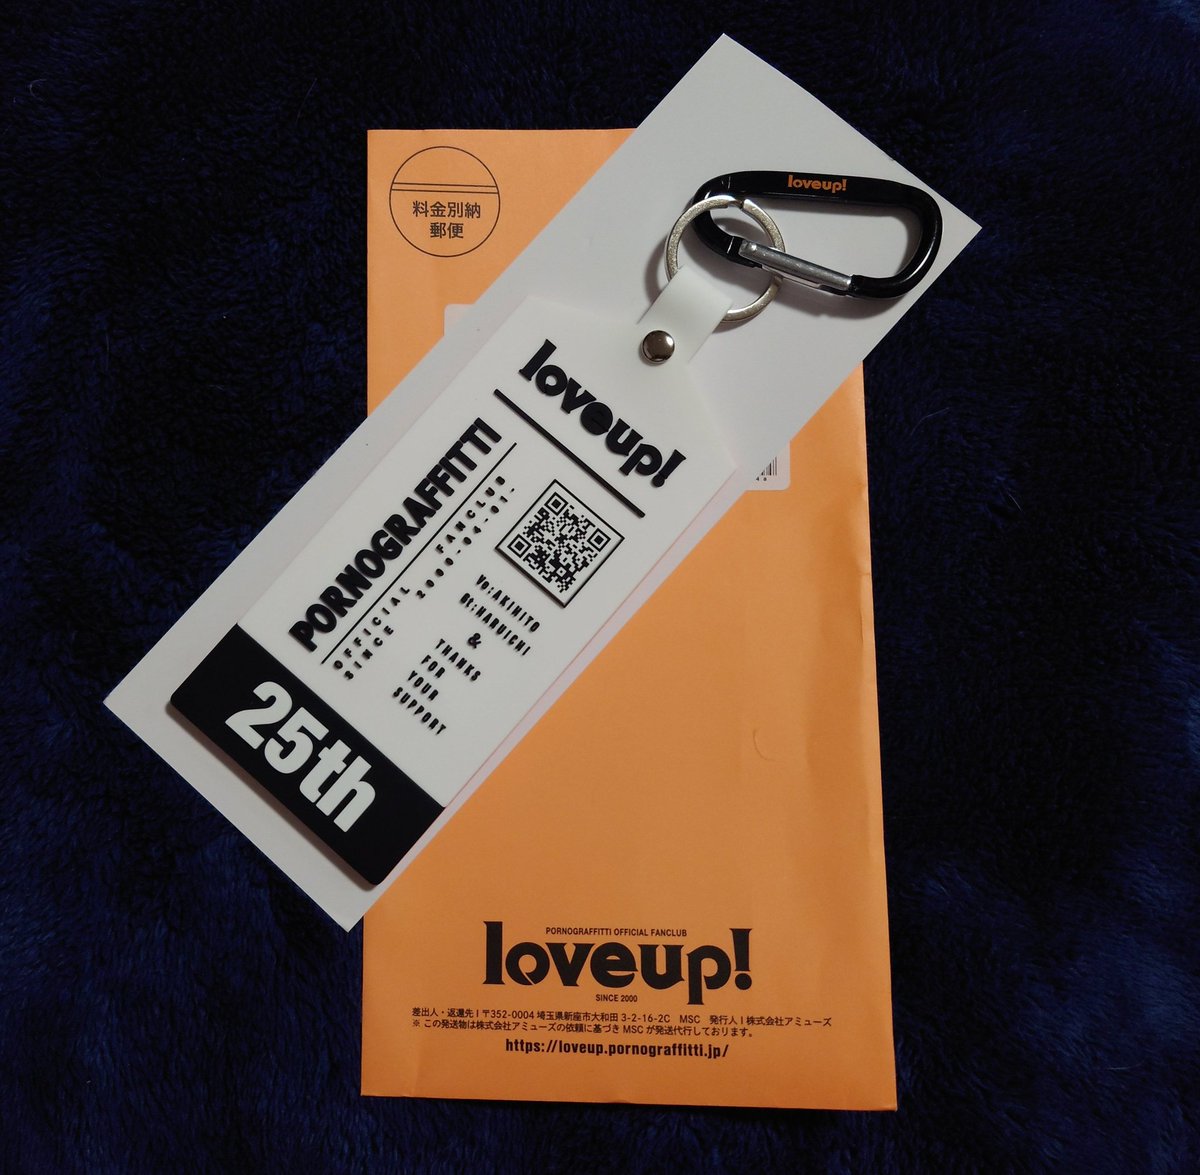 料金別納
郵便
loveup!
loveup!
PORNOGRAFFITTI
OFFICIAL FANCLUB
SINCE 2000-04-01-
Vo:AKIHITO
Gt:HARUICHI
&
THANKS
FOR
YOUR
SUPPORT
25th
PORNOGRAFFITTI OFFICIAL FANCLUB
loveup!
SINCE 2000
差出人・返還先 | 〒352-0004 埼玉県新座市大和田 3-2-16-2C MSC 発行人 | 株式会社アミューズ
※ この発送物は株式会社アミューズの依頼に基づき MSC が発送代行しております。
https://loveup.pornograffitti.jp/